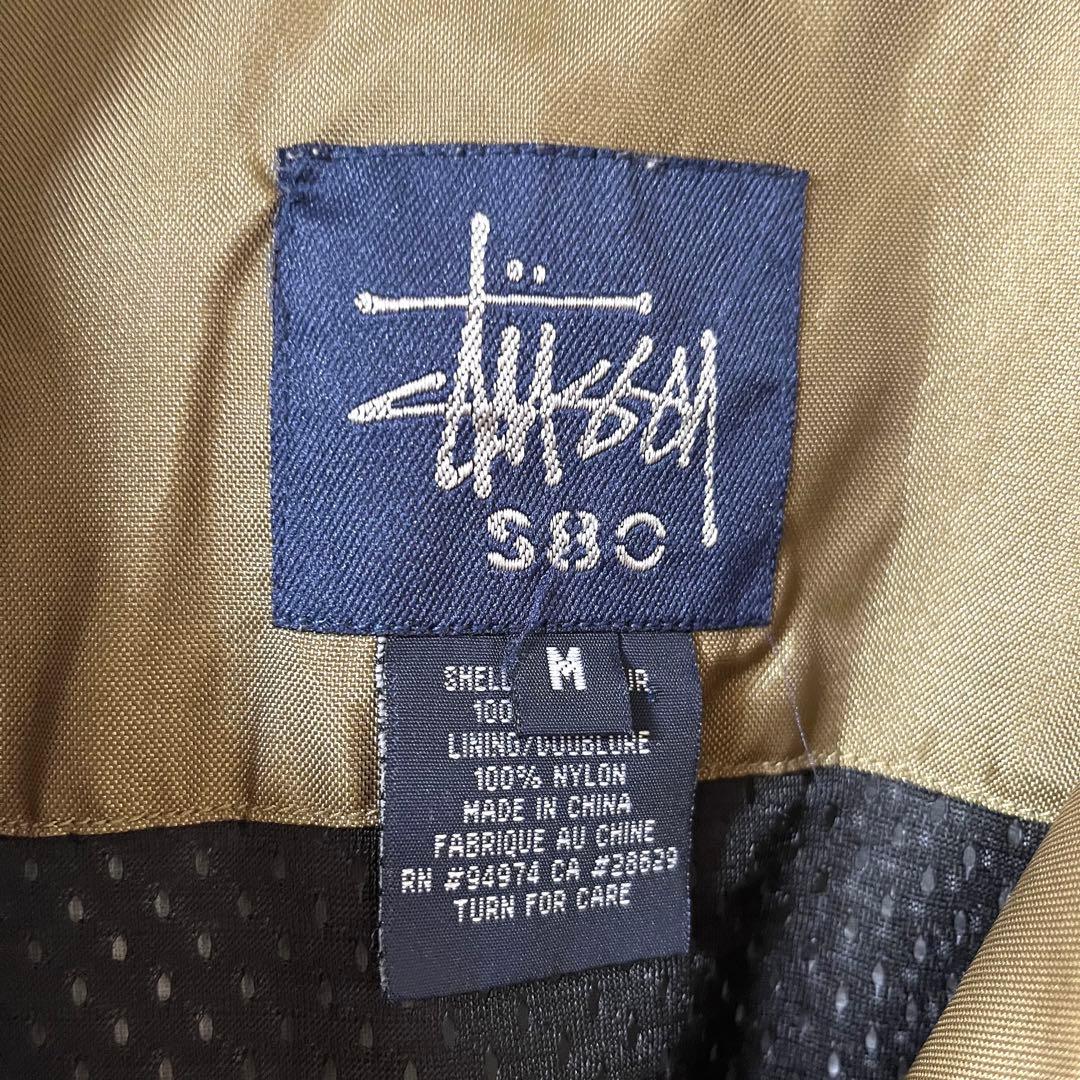 stüssy
S8O
M
SHELL
100
LINING/DOUBLURE
100% NYLON
MADE IN CHINA
FABRIQUE AU CHINE
RN #94974 CA #28629
TURN FOR CARE